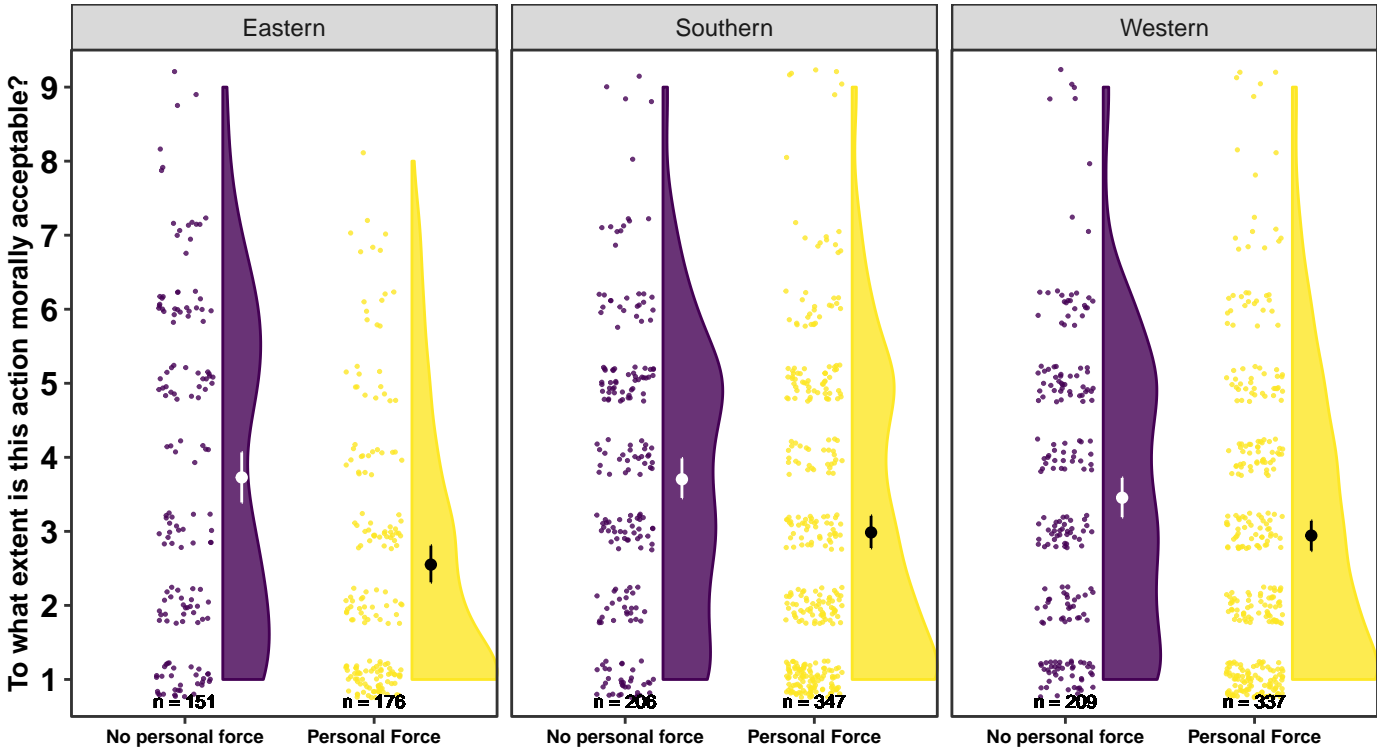 Eastern
Southern
Western
To what extent is this action morally acceptable?
9
8
7
6
5
4
3
2
1
n = 151
n = 176
n = 206
n = 347
n = 209
n = 337
No personal force
Personal Force
No personal force
Personal Force
No personal force
Personal Force